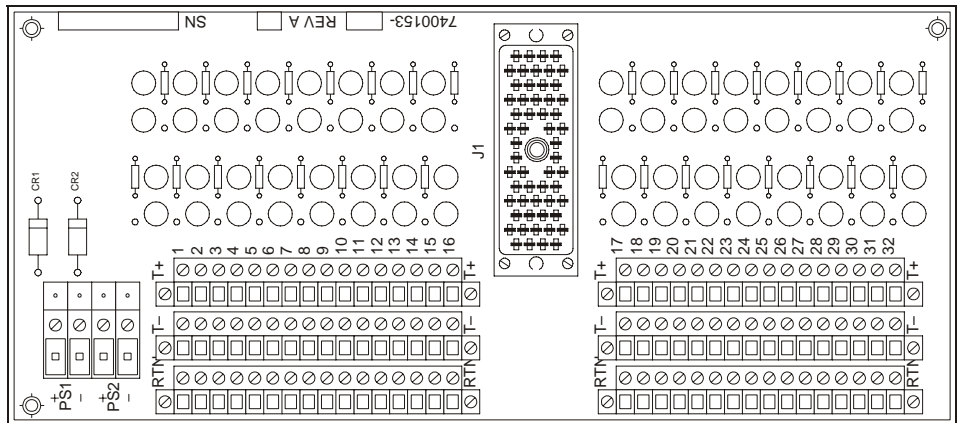 7400153-
REV A
SN
J1
CR1
CR2
1 2 3 4 5 6 7 8 9 10 11 12 13 14 15 16
17 18 19 20 21 22 23 24 25 26 27 28 29 30 31 32
T+ T+ T+ T+
T− T− T− T−
RTN RTN RTN RTN
+ − + −
PS1 PS2